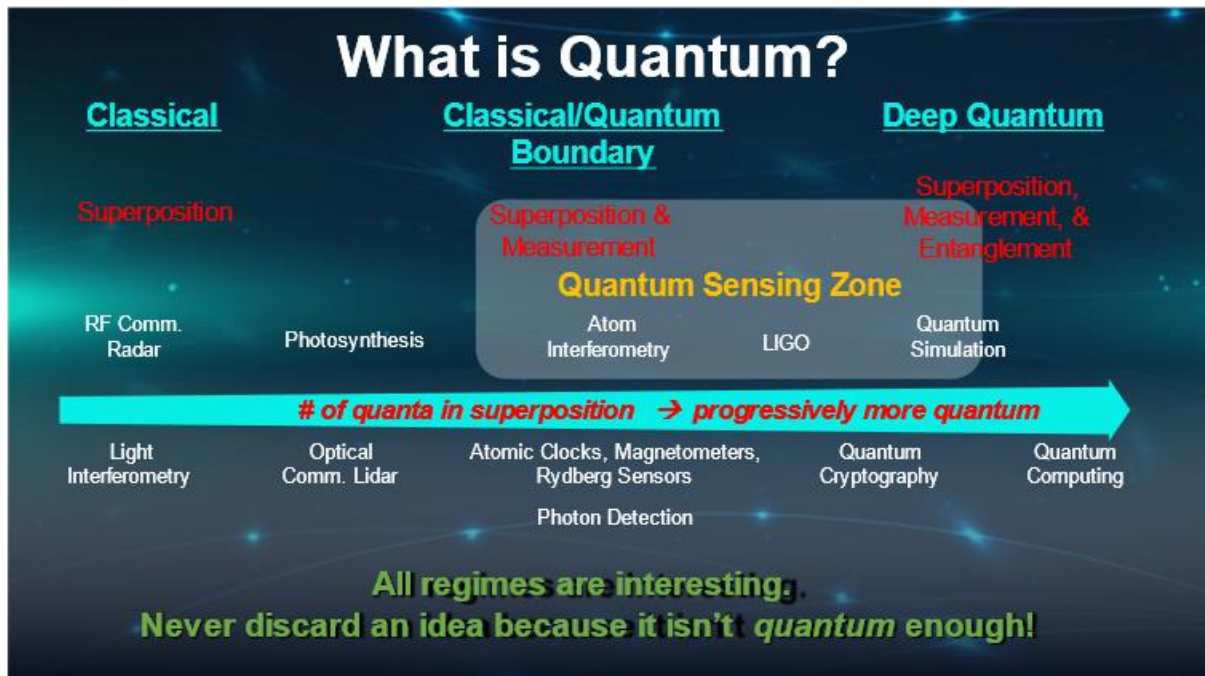 What is Quantum?
Classical
Classical/Quantum
Boundary
Deep Quantum
Superposition
Superposition &
Measurement
Superposition,
Measurement, &
Entanglement
Quantum Sensing Zone
RF Comm.
Radar
Photosynthesis
Atom
Interferometry
LIGO
Quantum
Simulation
# of quanta in superposition → progressively more quantum
Light
Interferometry
Optical
Comm. Lidar
Atomic Clocks, Magnetometers,
Rydberg Sensors
Photon Detection
Quantum
Cryptography
Quantum
Computing
All regimes are interesting.
Never discard an idea because it isn't quantum enough!